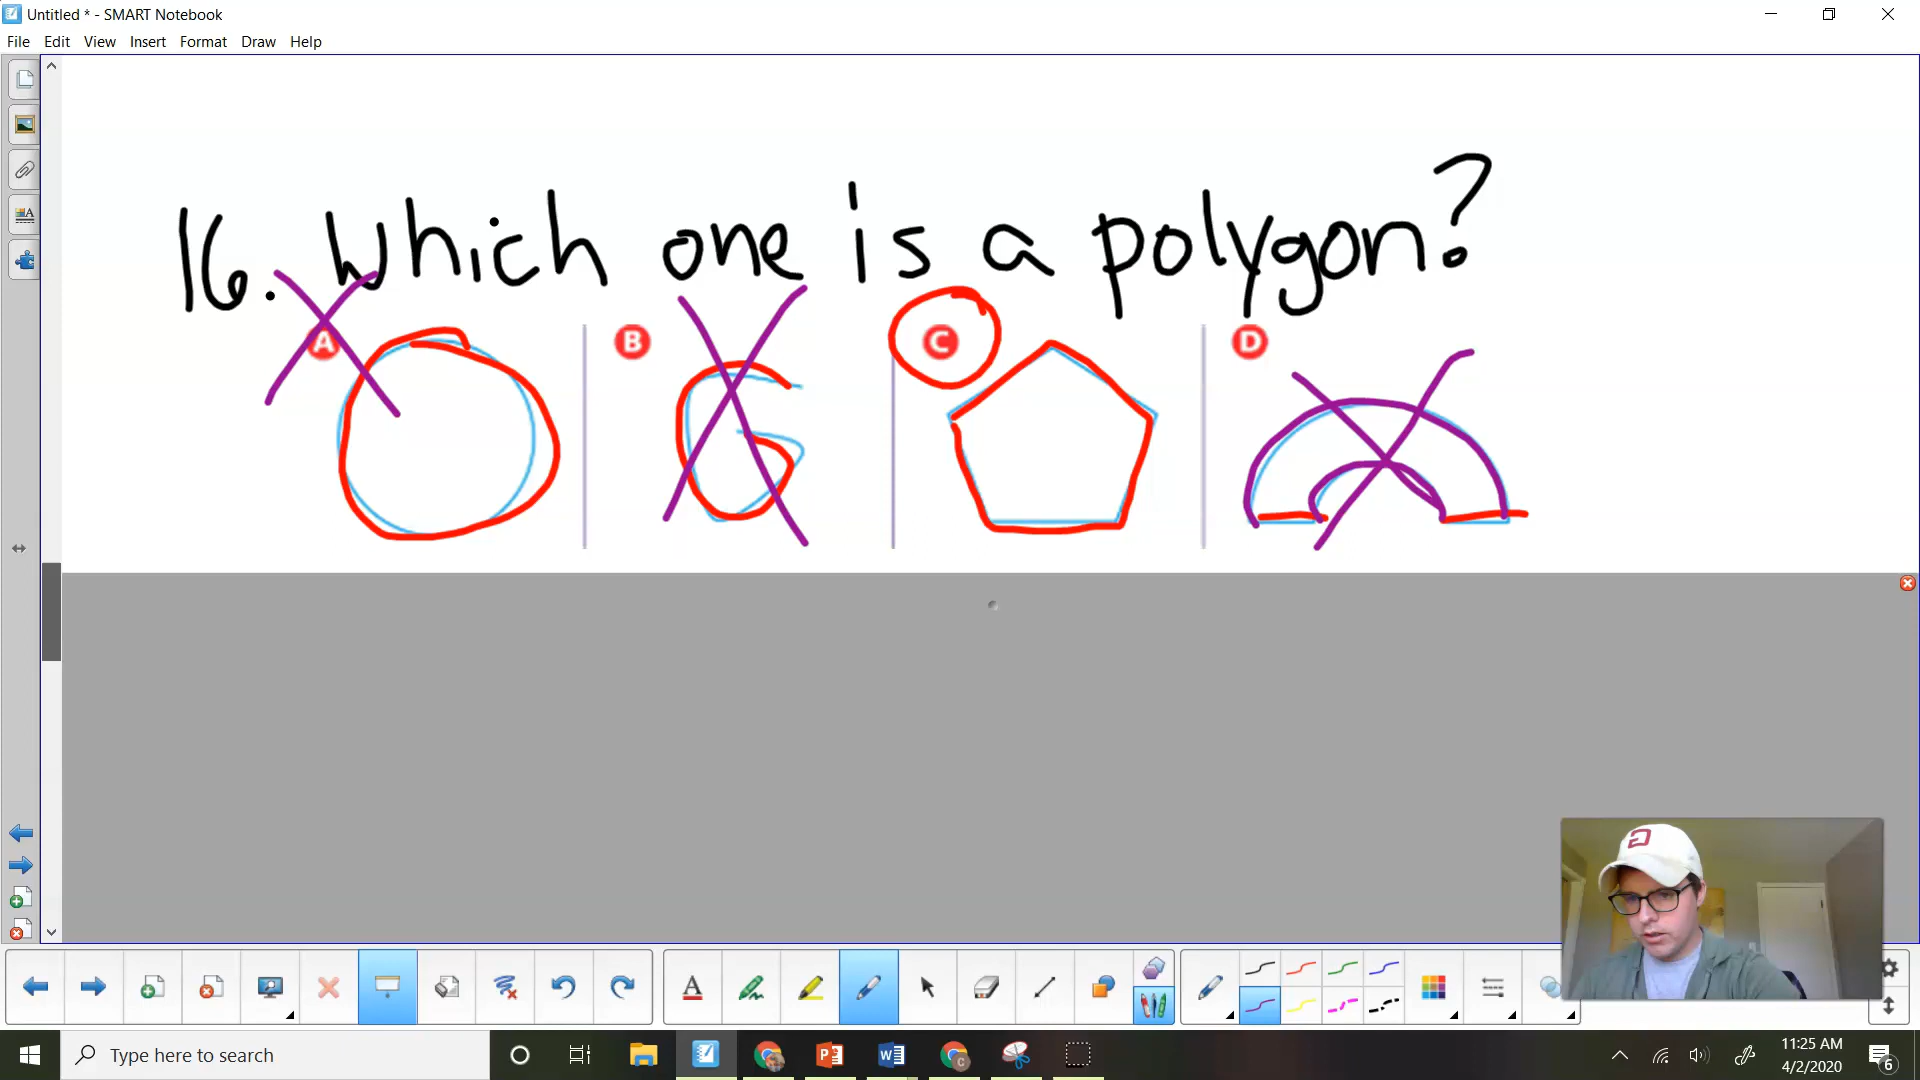 Untitled * - SMART Notebook
File Edit View Insert Format Draw Help
16. Which one is a polygon?
A B C D
G
A
Type here to search
11:25 AM
4/2/2020
6